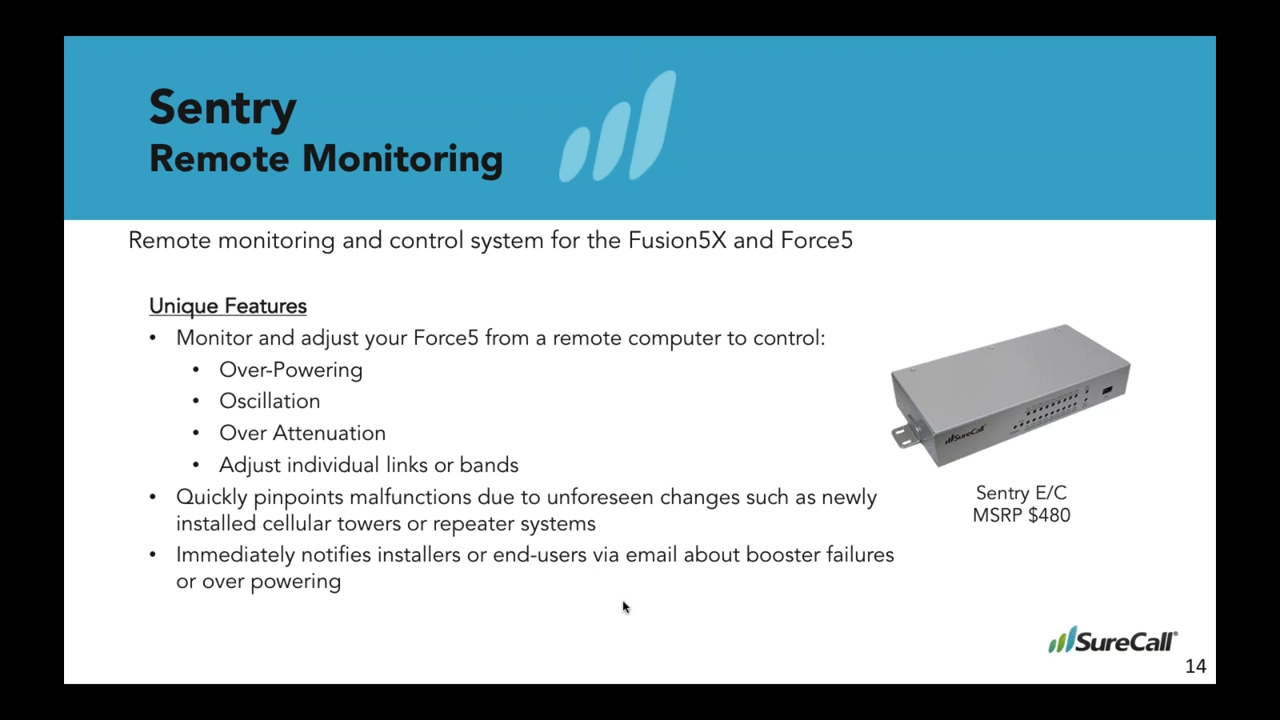 Sentry
Remote Monitoring
Remote monitoring and control system for the Fusion5X and Force5
Unique Features
• Monitor and adjust your Force5 from a remote computer to control:
• Over-Powering
• Oscillation
• Over Attenuation
• Adjust individual links or bands
• Quickly pinpoints malfunctions due to unforeseen changes such as newly
installed cellular towers or repeater systems
• Immediately notifies installers or end-users via email about booster failures
or over powering
SureCall
Sentry E/C
MSRP $480
SureCall®
14